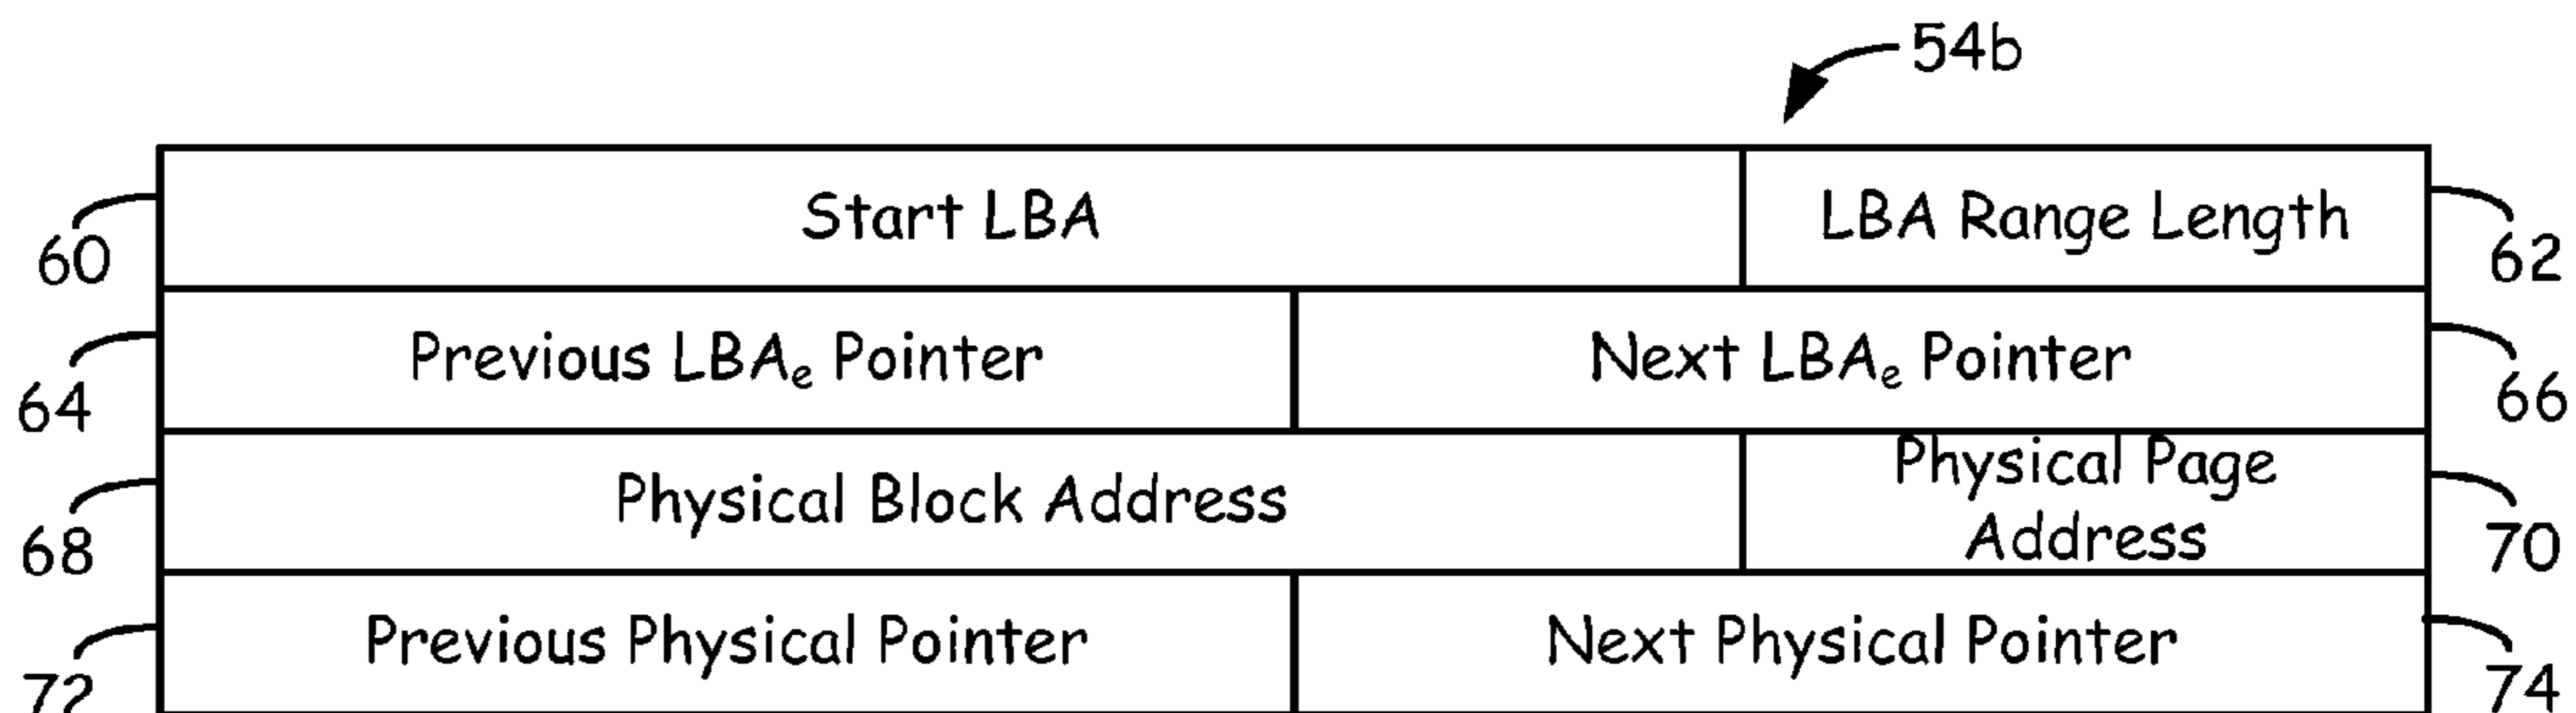 54b
Start LBA
LBA Range Length
60
62
Previous LBAₑ Pointer
Next LBAₑ Pointer
64
66
Physical Block Address
Physical Page
Address
68
70
Previous Physical Pointer
Next Physical Pointer
72
74